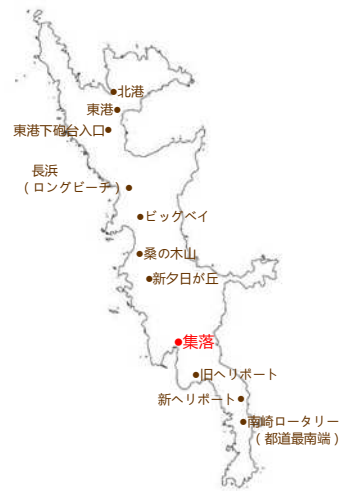 北港
東港
東港下砲台入口
長浜
（ロングビーチ）
ビッグベイ
桑の木山
新夕日が丘
集落
旧ヘリポート
新ヘリポート
南崎ロータリー
（都道最南端）